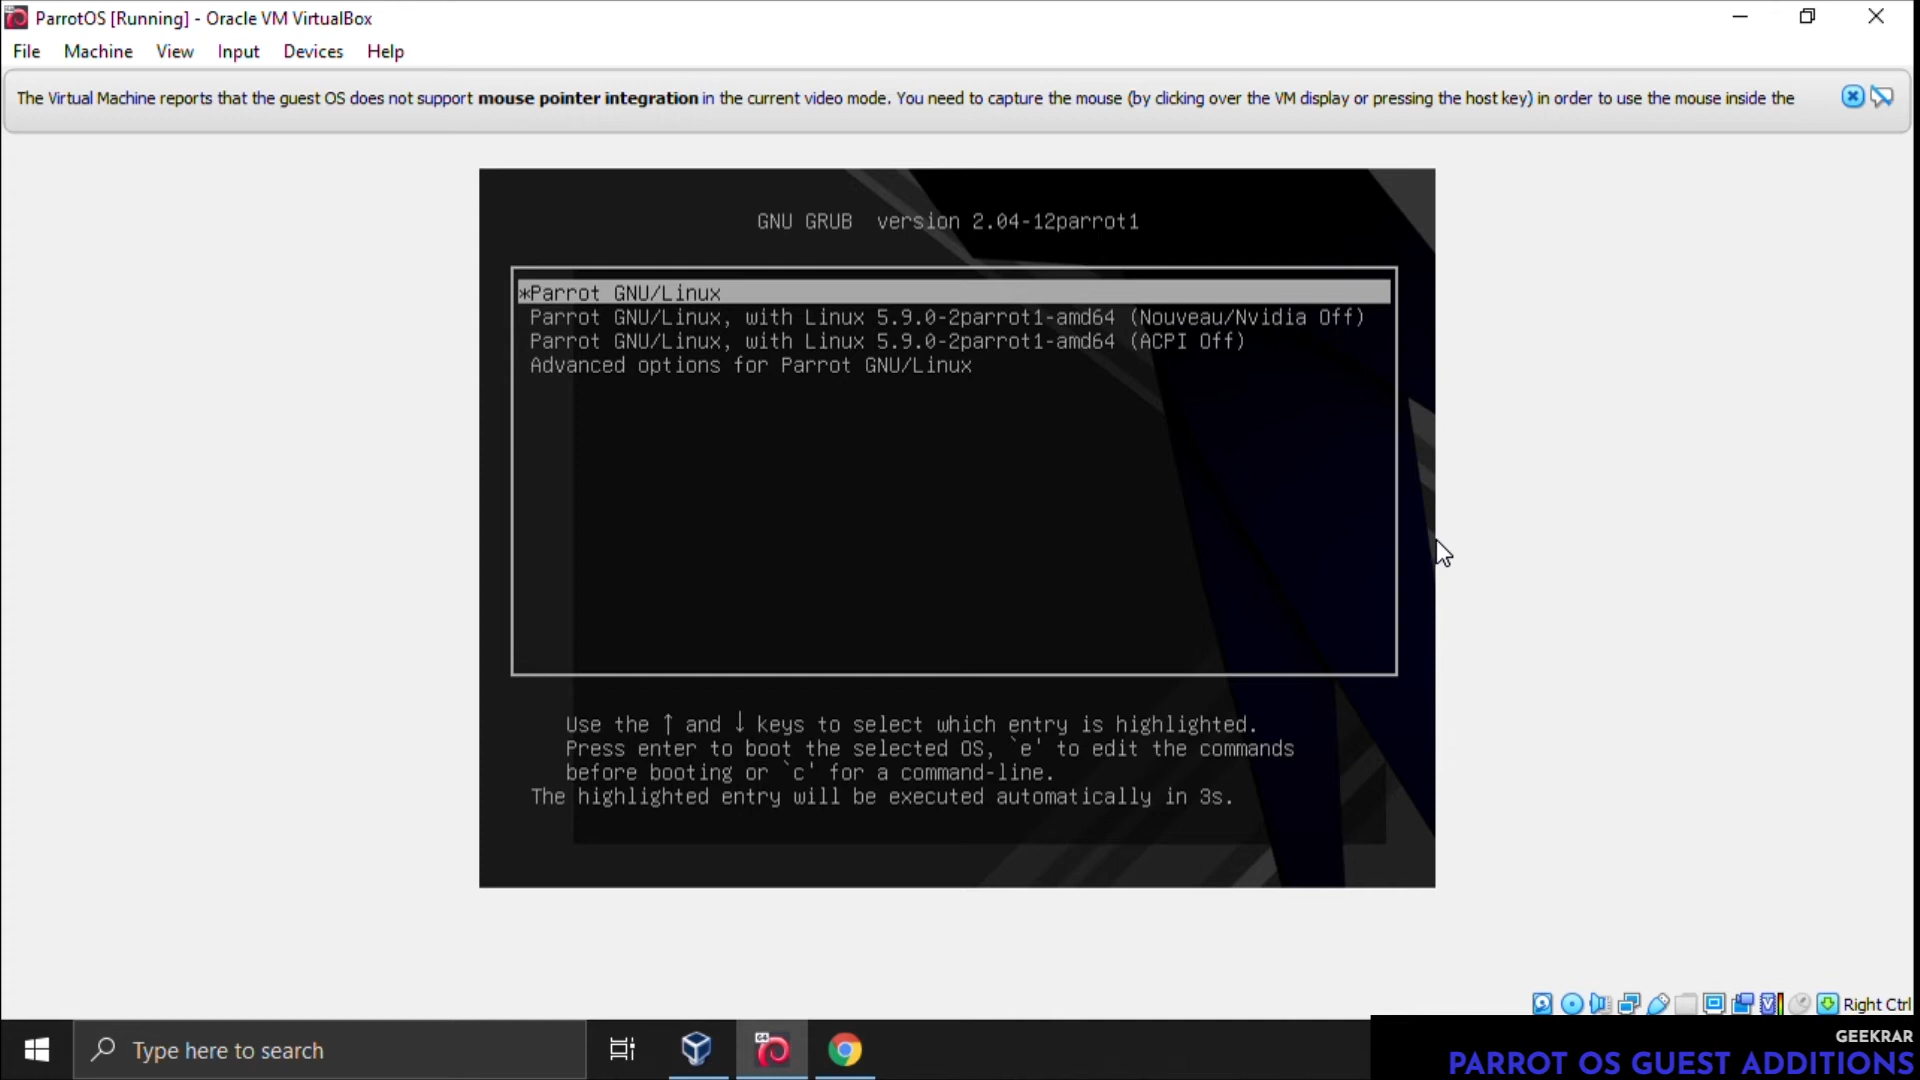 ParrotOS [Running] - Oracle VM VirtualBox
File Machine View Input Devices Help
The Virtual Machine reports that the guest OS does not support mouse pointer integration in the current video mode. You need to capture the mouse (by clicking over the VM display or pressing the host key) in order to use the mouse inside the
GNU GRUB version 2.04-12parrot1
*Parrot GNU/Linux
Parrot GNU/Linux, with Linux 5.9.0-2parrot1-amd64 (Nouveau/Nvidia Off)
Parrot GNU/Linux, with Linux 5.9.0-2parrot1-amd64 (ACPI Off)
Advanced options for Parrot GNU/Linux
Use the ↑ and ↓ keys to select which entry is highlighted.
Press enter to boot the selected OS, `e' to edit the commands
before booting or `c' for a command-line.
The highlighted entry will be executed automatically in 3s.
Right Ctrl
Type here to search
64
GEEKRAR
PARROT OS GUEST ADDITIONS